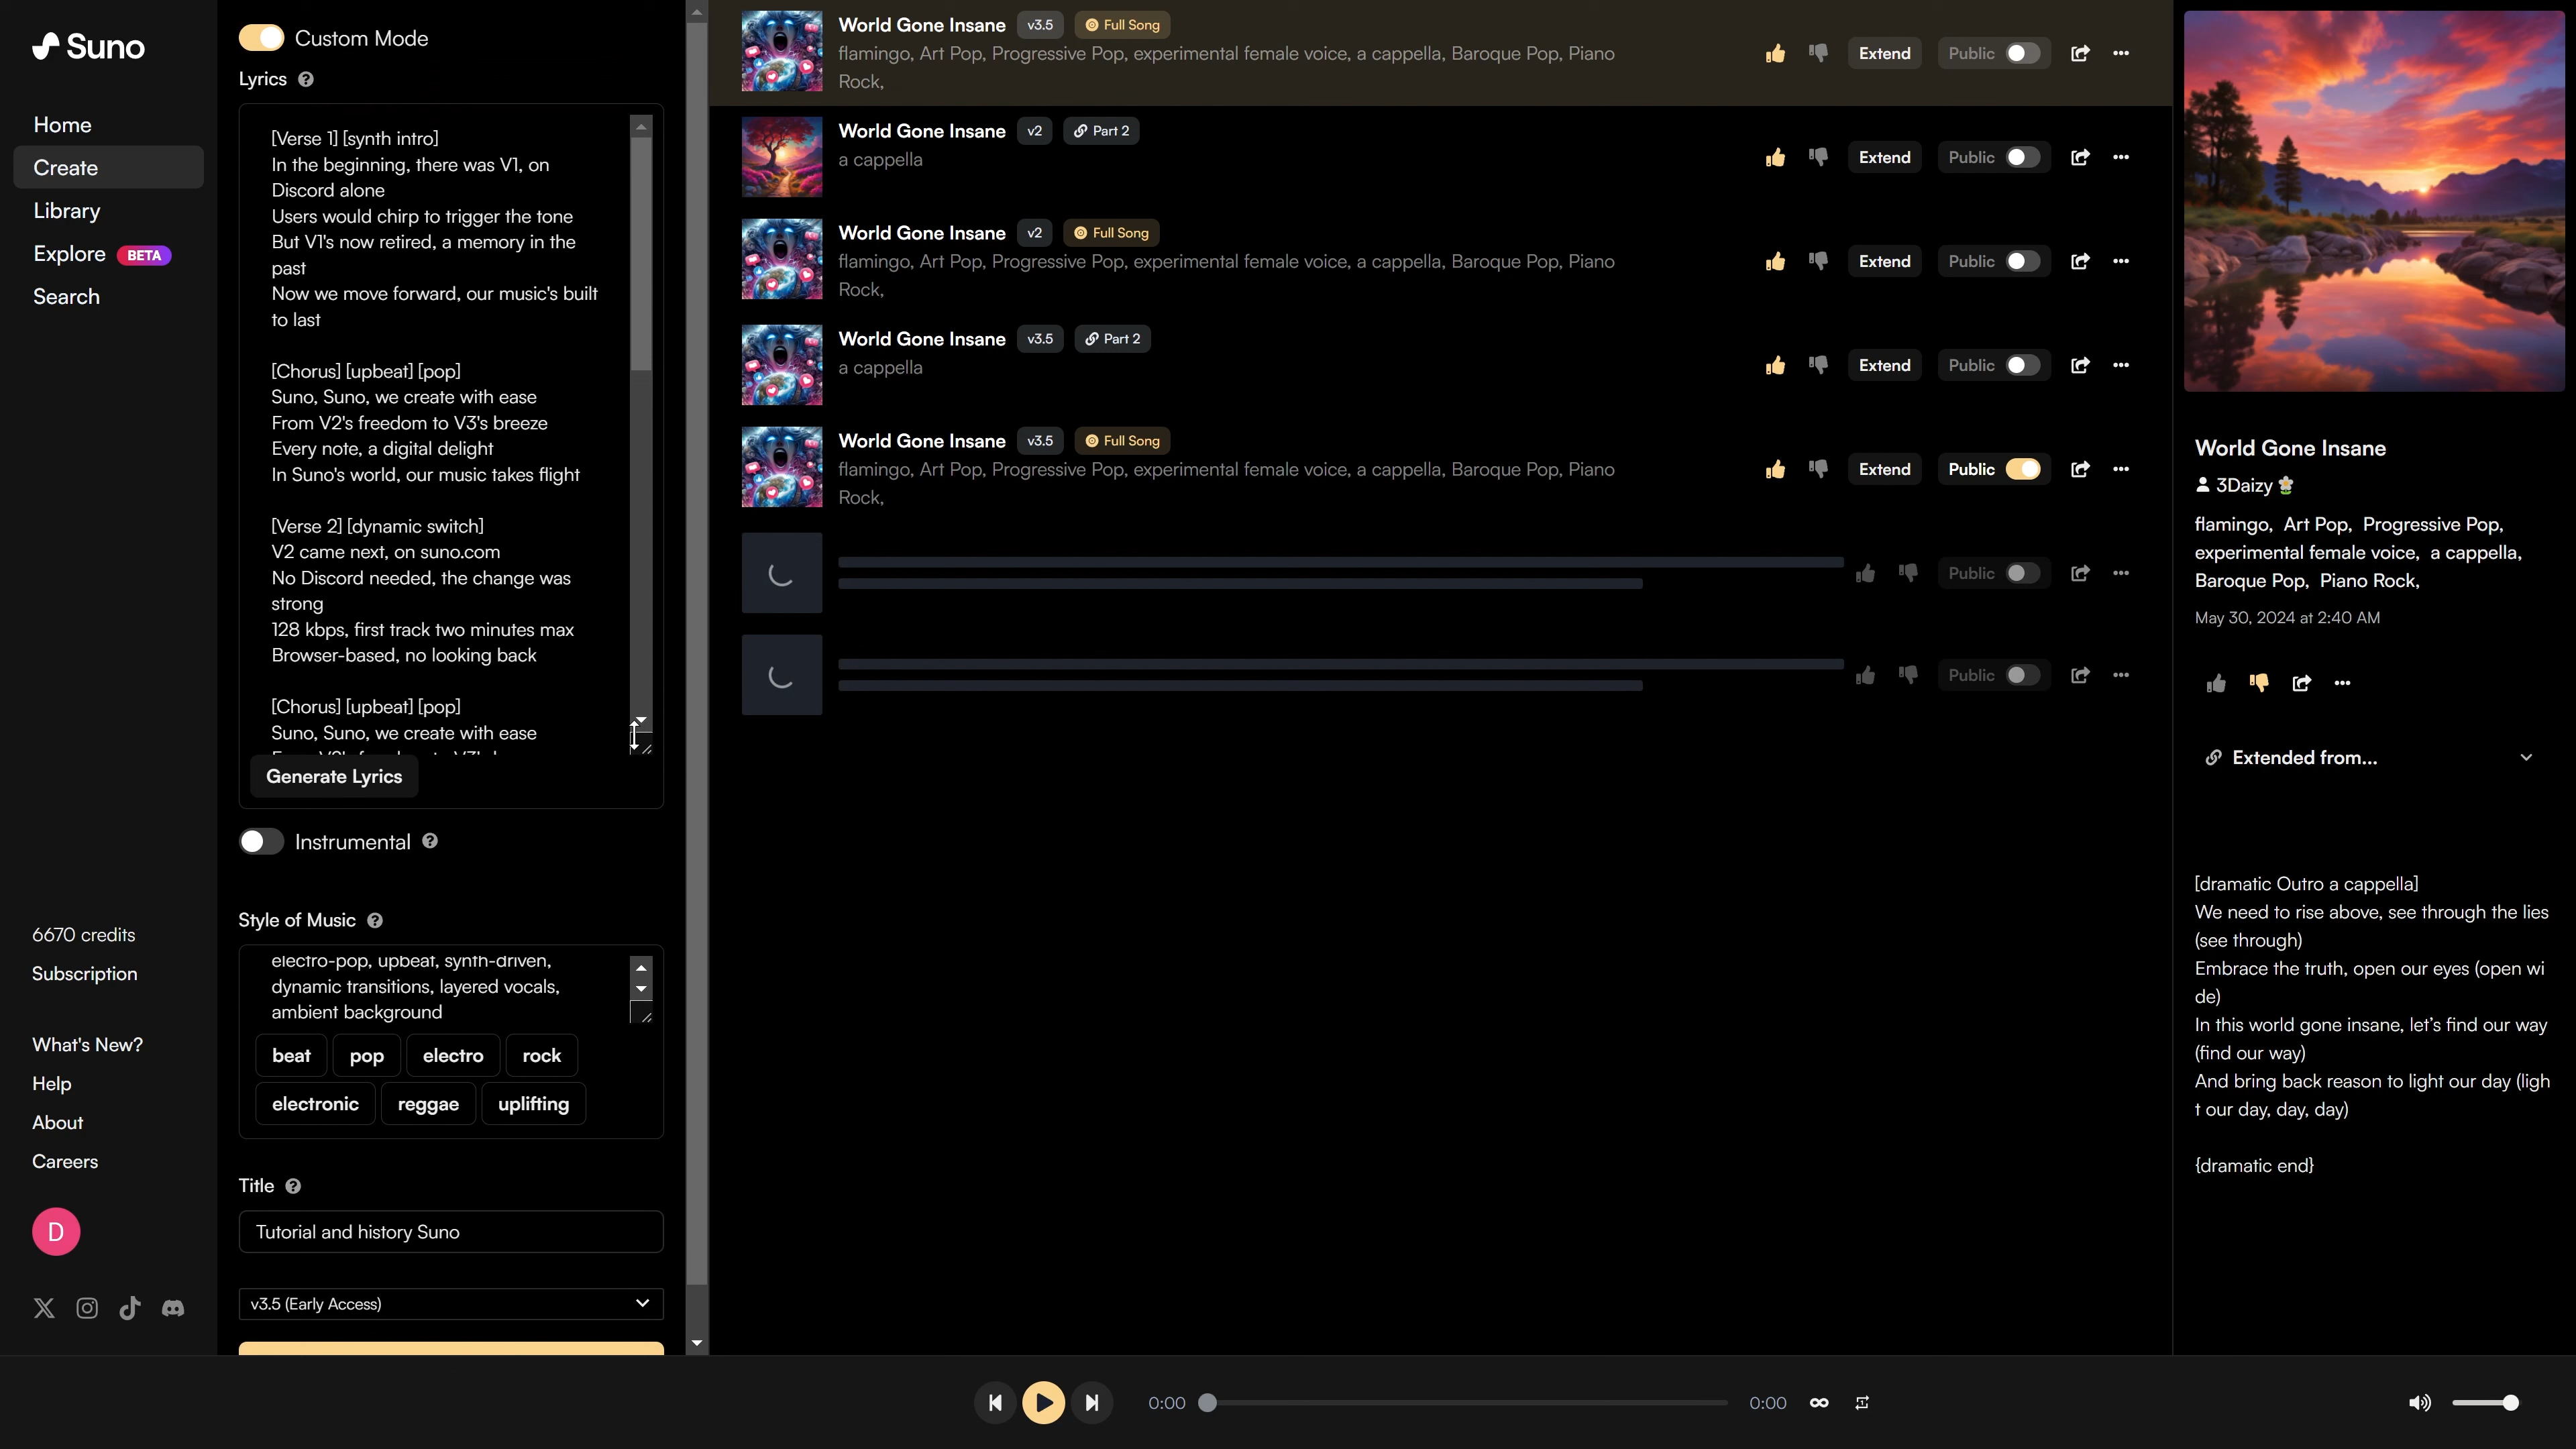 Suno
Home
Create
Library
Explore BETA
Search
6670 credits
Subscription
What's New?
Help
About
Careers
D
Custom Mode
Lyrics
[Verse 1] [synth intro]
In the beginning, there was V1, on
Discord alone
Users would chirp to trigger the tone
But V1's now retired, a memory in the
past
Now we move forward, our music's built
to last
[Chorus] [upbeat] [pop]
Suno, Suno, we create with ease
From V2's freedom to V3's breeze
Every note, a digital delight
In Suno's world, our music takes flight
[Verse 2] [dynamic switch]
V2 came next, on suno.com
No Discord needed, the change was
strong
128 kbps, first track two minutes max
Browser-based, no looking back
[Chorus] [upbeat] [pop]
Suno, Suno, we create with ease
Generate Lyrics
Instrumental
Style of Music
electro-pop, upbeat, synth-driven,
dynamic transitions, layered vocals,
ambient background
beat pop electro rock
electronic reggae uplifting
Title
Tutorial and history Suno
v3.5 (Early Access)
World Gone Insane v3.5 Full Song
flamingo, Art Pop, Progressive Pop, experimental female voice, a cappella, Baroque Pop, Piano
Rock,
Extend Public
World Gone Insane v2 Part 2
a cappella
Extend Public
World Gone Insane v2 Full Song
flamingo, Art Pop, Progressive Pop, experimental female voice, a cappella, Baroque Pop, Piano
Rock,
Extend Public
World Gone Insane v3.5 Part 2
a cappella
Extend Public
World Gone Insane v3.5 Full Song
flamingo, Art Pop, Progressive Pop, experimental female voice, a cappella, Baroque Pop, Piano
Rock,
Extend Public
Public
Public
World Gone Insane
3Daizy
flamingo, Art Pop, Progressive Pop,
experimental female voice, a cappella,
Baroque Pop, Piano Rock,
May 30, 2024 at 2:40 AM
Extended from...
[dramatic Outro a cappella]
We need to rise above, see through the lies
(see through)
Embrace the truth, open our eyes (open wi
de)
In this world gone insane, let's find our way
(find our way)
And bring back reason to light our day (ligh
t our day, day, day)
{dramatic end}
0:00 0:00